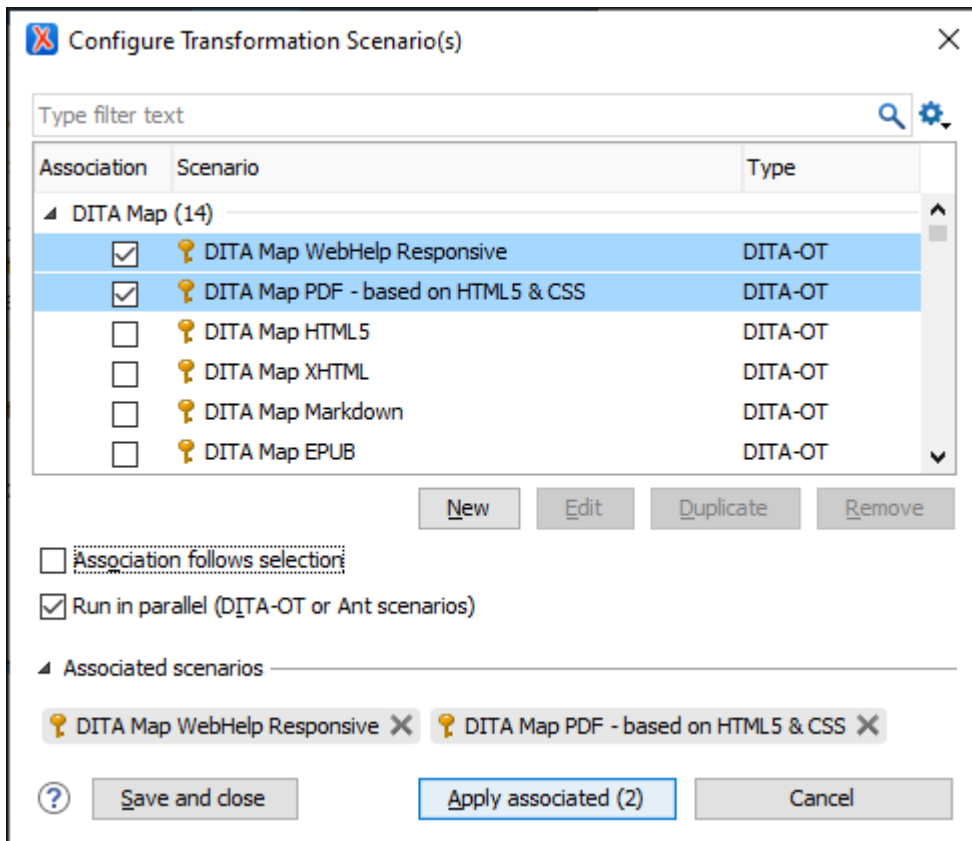 Configure Transformation Scenario(s)
Type filter text
Association Scenario Type
DITA Map (14)
DITA Map WebHelp Responsive DITA-OT
DITA Map PDF - based on HTML5 & CSS DITA-OT
DITA Map HTML5 DITA-OT
DITA Map XHTML DITA-OT
DITA Map Markdown DITA-OT
DITA Map EPUB DITA-OT
New Edit Duplicate Remove
Association follows selection
Run in parallel (DITA-OT or Ant scenarios)
Associated scenarios
DITA Map WebHelp Responsive DITA Map PDF - based on HTML5 & CSS
? Save and close Apply associated (2) Cancel